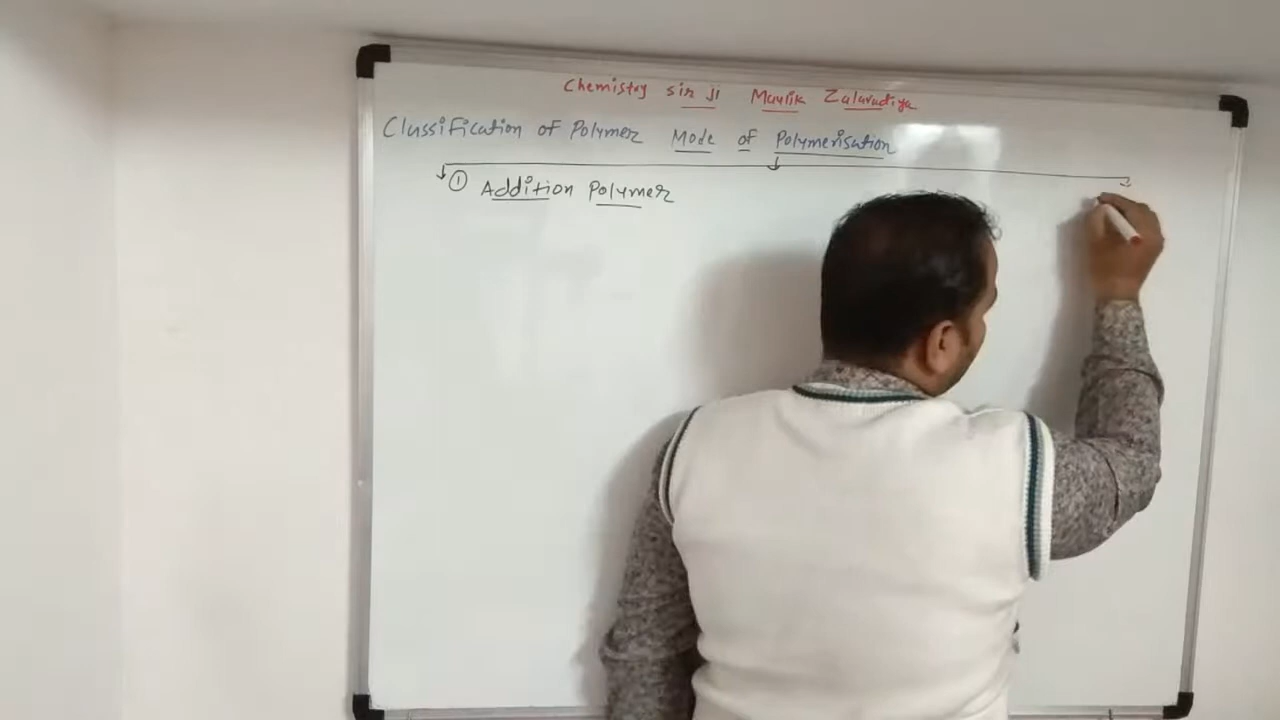 Chemistry sir Ji Maulik Zalavadiya
Classification of Polymer Mode of Polymerisation
① Addition Polymer